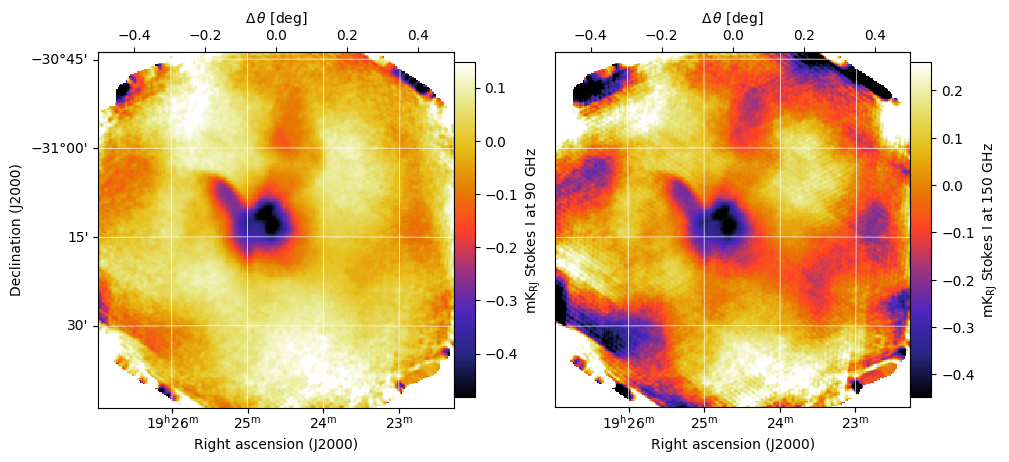 Δ θ [deg]
−0.4 −0.2 0.0 0.2 0.4
−30°45'
−31°00'
15'
30'
Declination (J2000)
19h26m 25m 24m 23m
Right ascension (J2000)
0.1
0.0
−0.1
−0.2
−0.3
−0.4
mKRJ Stokes I at 90 GHz
Δ θ [deg]
−0.4 −0.2 0.0 0.2 0.4
19h26m 25m 24m 23m
Right ascension (J2000)
0.2
0.1
0.0
−0.1
−0.2
−0.3
−0.4
mKRJ Stokes I at 150 GHz